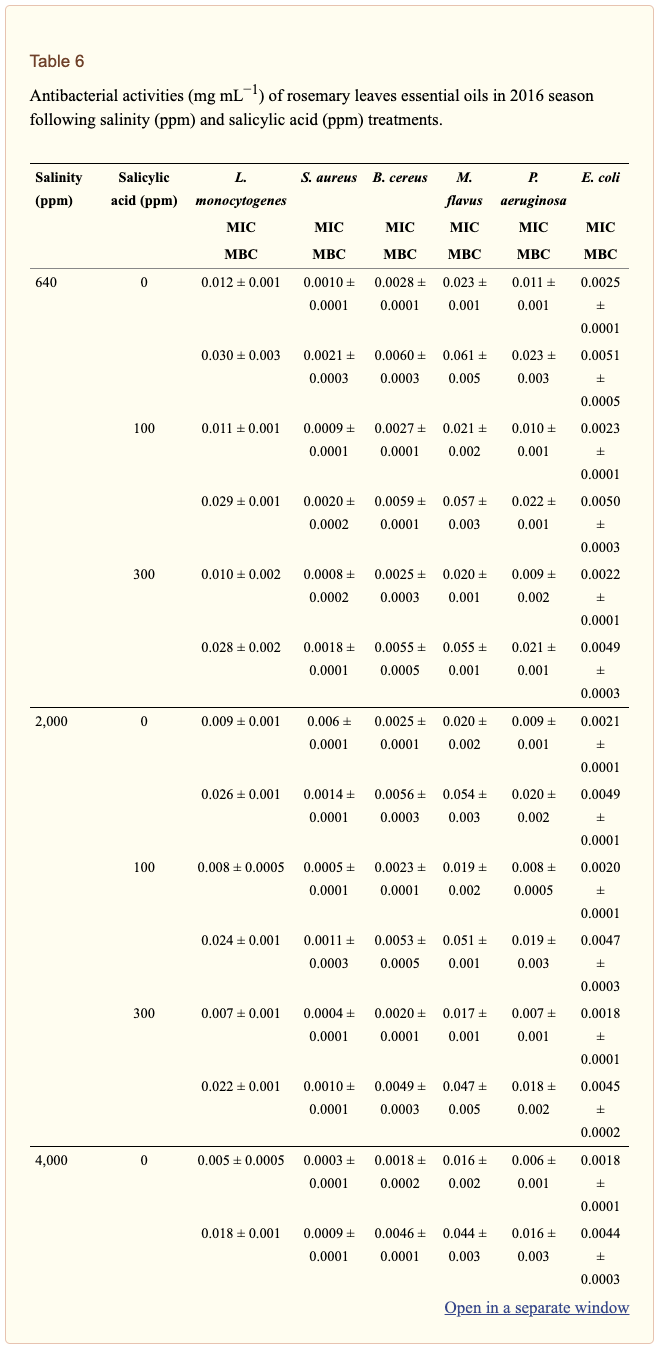 Table 6
Antibacterial activities (mg mL−1) of rosemary leaves essential oils in 2016 season
following salinity (ppm) and salicylic acid (ppm) treatments.
Salinity Salicylic L. S. aureus B. cereus M. P. E. coli
(ppm) acid (ppm) monocytogenes flavus aeruginosa
MIC MIC MIC MIC MIC MIC
MBC MBC MBC MBC MBC MBC
640 0 0.012 ± 0.001 0.0010 ± 0.0028 ± 0.023 ± 0.011 ± 0.0025
0.0001 0.0001 0.001 0.001 ±
0.0001
0.030 ± 0.003 0.0021 ± 0.0060 ± 0.061 ± 0.023 ± 0.0051
0.0003 0.0003 0.005 0.003 ±
0.0005
100 0.011 ± 0.001 0.0009 ± 0.0027 ± 0.021 ± 0.010 ± 0.0023
0.0001 0.0001 0.002 0.001 ±
0.0001
0.029 ± 0.001 0.0020 ± 0.0059 ± 0.057 ± 0.022 ± 0.0050
0.0002 0.0001 0.003 0.001 ±
0.0003
300 0.010 ± 0.002 0.0008 ± 0.0025 ± 0.020 ± 0.009 ± 0.0022
0.0002 0.0003 0.001 0.002 ±
0.0001
0.028 ± 0.002 0.0018 ± 0.0055 ± 0.055 ± 0.021 ± 0.0049
0.0001 0.0005 0.001 0.001 ±
0.0003
2,000 0 0.009 ± 0.001 0.006 ± 0.0025 ± 0.020 ± 0.009 ± 0.0021
0.0001 0.0001 0.002 0.001 ±
0.0001
0.026 ± 0.001 0.0014 ± 0.0056 ± 0.054 ± 0.020 ± 0.0049
0.0001 0.0003 0.003 0.002 ±
0.0001
100 0.008 ± 0.0005 0.0005 ± 0.0023 ± 0.019 ± 0.008 ± 0.0020
0.0001 0.0001 0.002 0.0005 ±
0.0001
0.024 ± 0.001 0.0011 ± 0.0053 ± 0.051 ± 0.019 ± 0.0047
0.0003 0.0005 0.001 0.003 ±
0.0003
300 0.007 ± 0.001 0.0004 ± 0.0020 ± 0.017 ± 0.007 ± 0.0018
0.0001 0.0001 0.001 0.001 ±
0.0001
0.022 ± 0.001 0.0010 ± 0.0049 ± 0.047 ± 0.018 ± 0.0045
0.0001 0.0003 0.005 0.002 ±
0.0002
4,000 0 0.005 ± 0.0005 0.0003 ± 0.0018 ± 0.016 ± 0.006 ± 0.0018
0.0001 0.0002 0.002 0.001 ±
0.0001
0.018 ± 0.001 0.0009 ± 0.0046 ± 0.044 ± 0.016 ± 0.0044
0.0001 0.0001 0.003 0.003 ±
0.0003
Open in a separate window